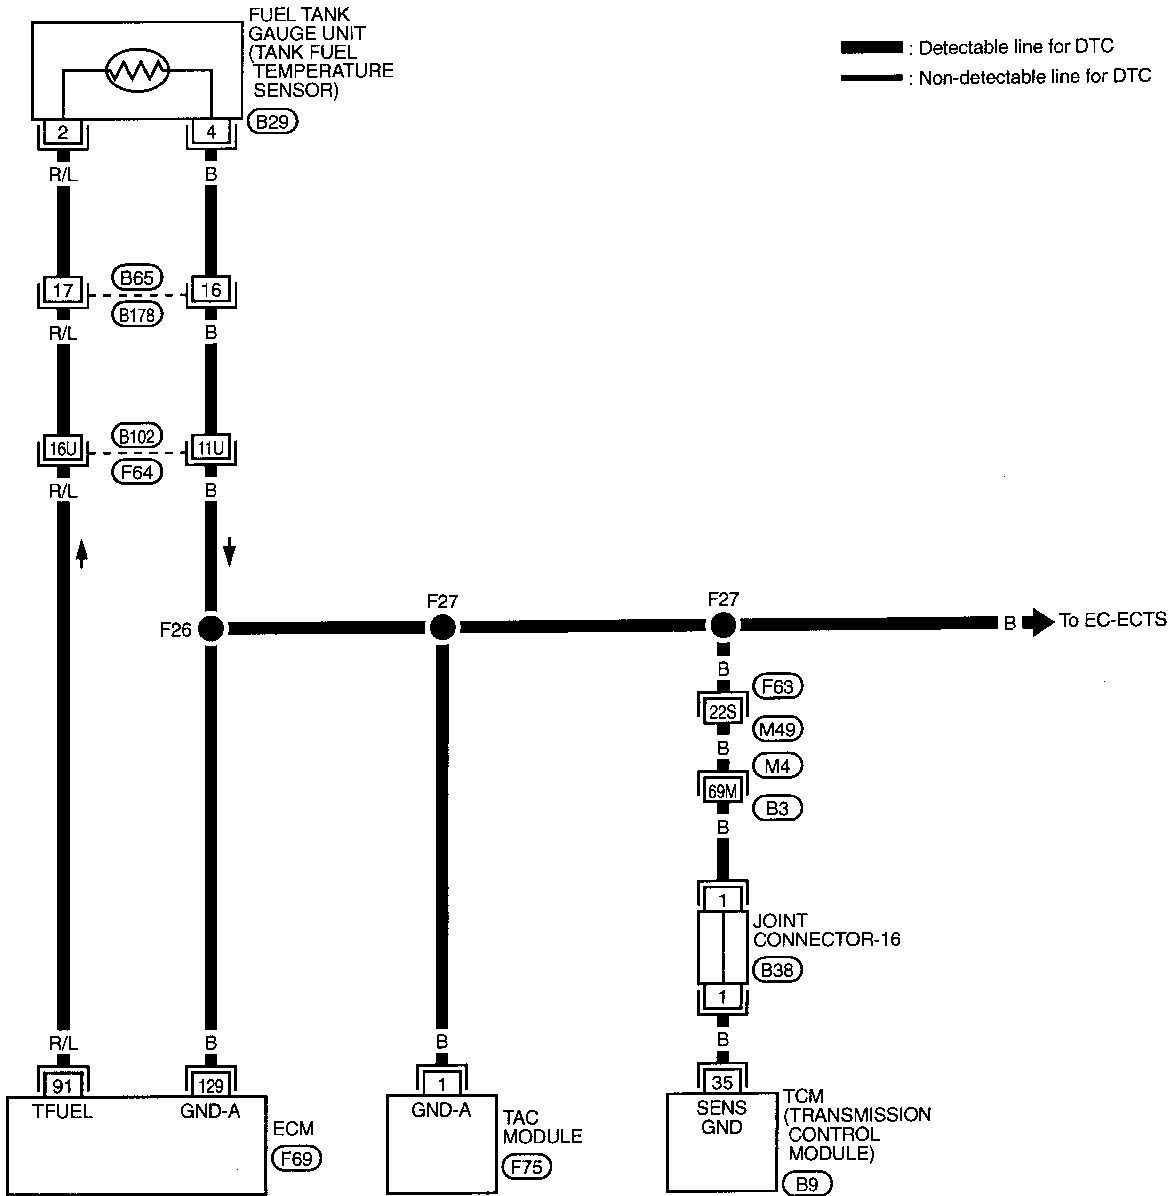 FUEL TANK
GAUGE UNIT
(TANK FUEL
TEMPERATURE
SENSOR)
B29
: Detectable line for DTC
: Non-detectable line for DTC
2
4
R/L
B
17
B65
B178
16
R/L
B
16U
B102
F64
11U
R/L
B
F26
F27
F27
B
To EC-ECTS
B
F63
22S
M49
B
M4
69M
B3
B
1
JOINT
CONNECTOR-16
B38
1
R/L
B
B
B
91
129
1
35
TFUEL
GND-A
ECM
F69
GND-A
TAC
MODULE
F75
SENS
GND
TCM
(TRANSMISSION
CONTROL
MODULE)
B9